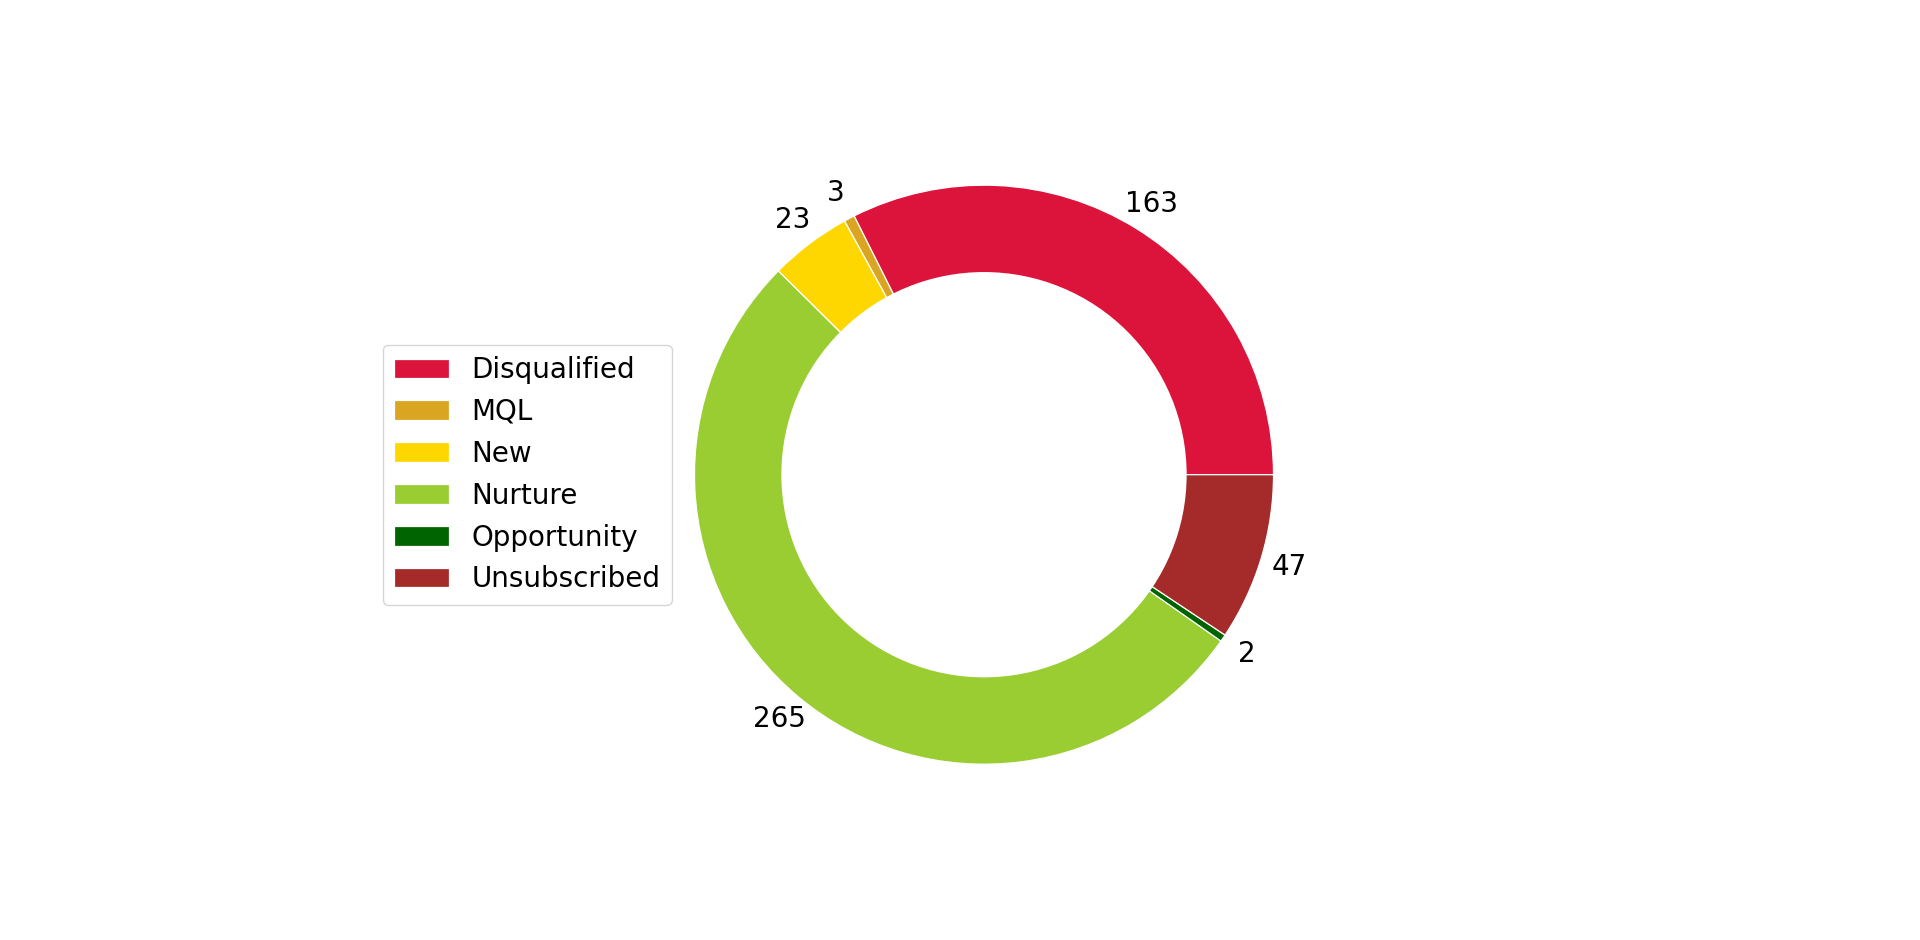 163
3
23
Disqualified
MQL
New
Nurture
Opportunity
Unsubscribed
47
2
265